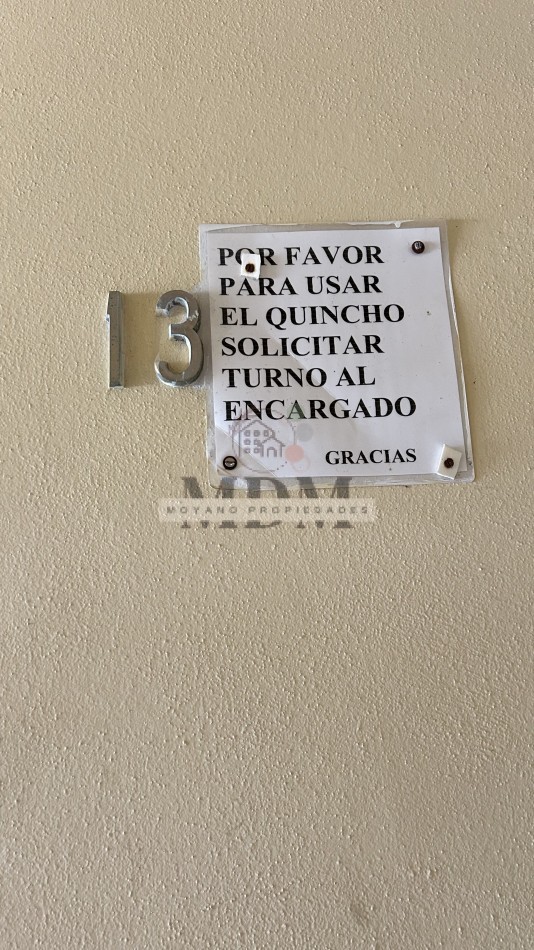 13
POR FAVOR
PARA USAR
EL QUINCHO
SOLICITAR
TURNO AL
ENCARGADO
GRACIAS
MDM
MOYANO PROPIEDADES